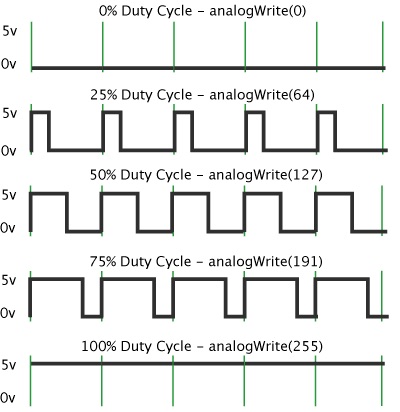 0% Duty Cycle – analogWrite(0)
5v
0v
25% Duty Cycle – analogWrite(64)
5v
0v
50% Duty Cycle – analogWrite(127)
5v
0v
75% Duty Cycle – analogWrite(191)
5v
0v
100% Duty Cycle – analogWrite(255)
5v
0v